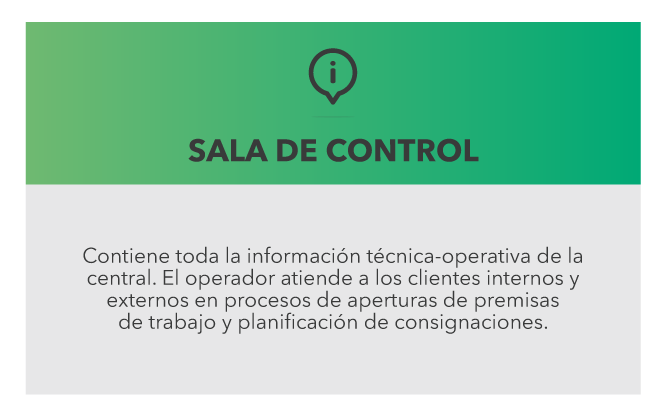 SALA DE CONTROL
Contiene toda la información técnica-operativa de la
central. El operador atiende a los clientes internos y
externos en procesos de aperturas de premisas
de trabajo y planificación de consignaciones.